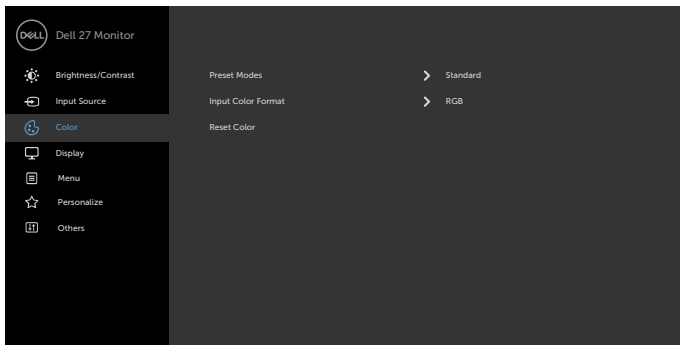 DELL Dell 27 Monitor
Brightness/Contrast
Preset Modes Standard
Input Source
Input Color Format RGB
Color
Reset Color
Display
Menu
Personalize
Others